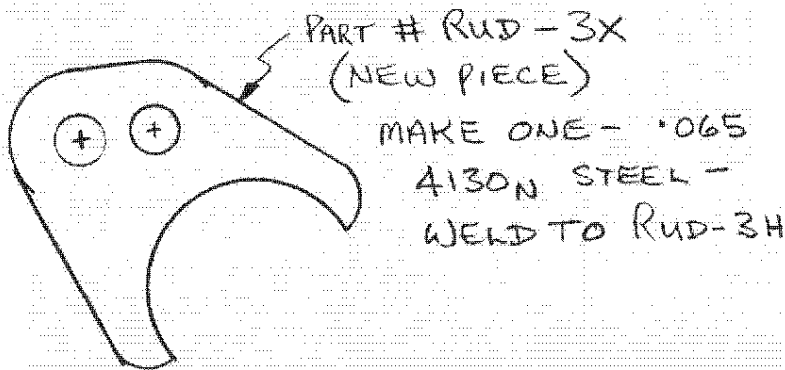 PART # RUD-3X
(NEW PIECE)
MAKE ONE - .065
4130N STEEL -
WELD TO RUD-3H